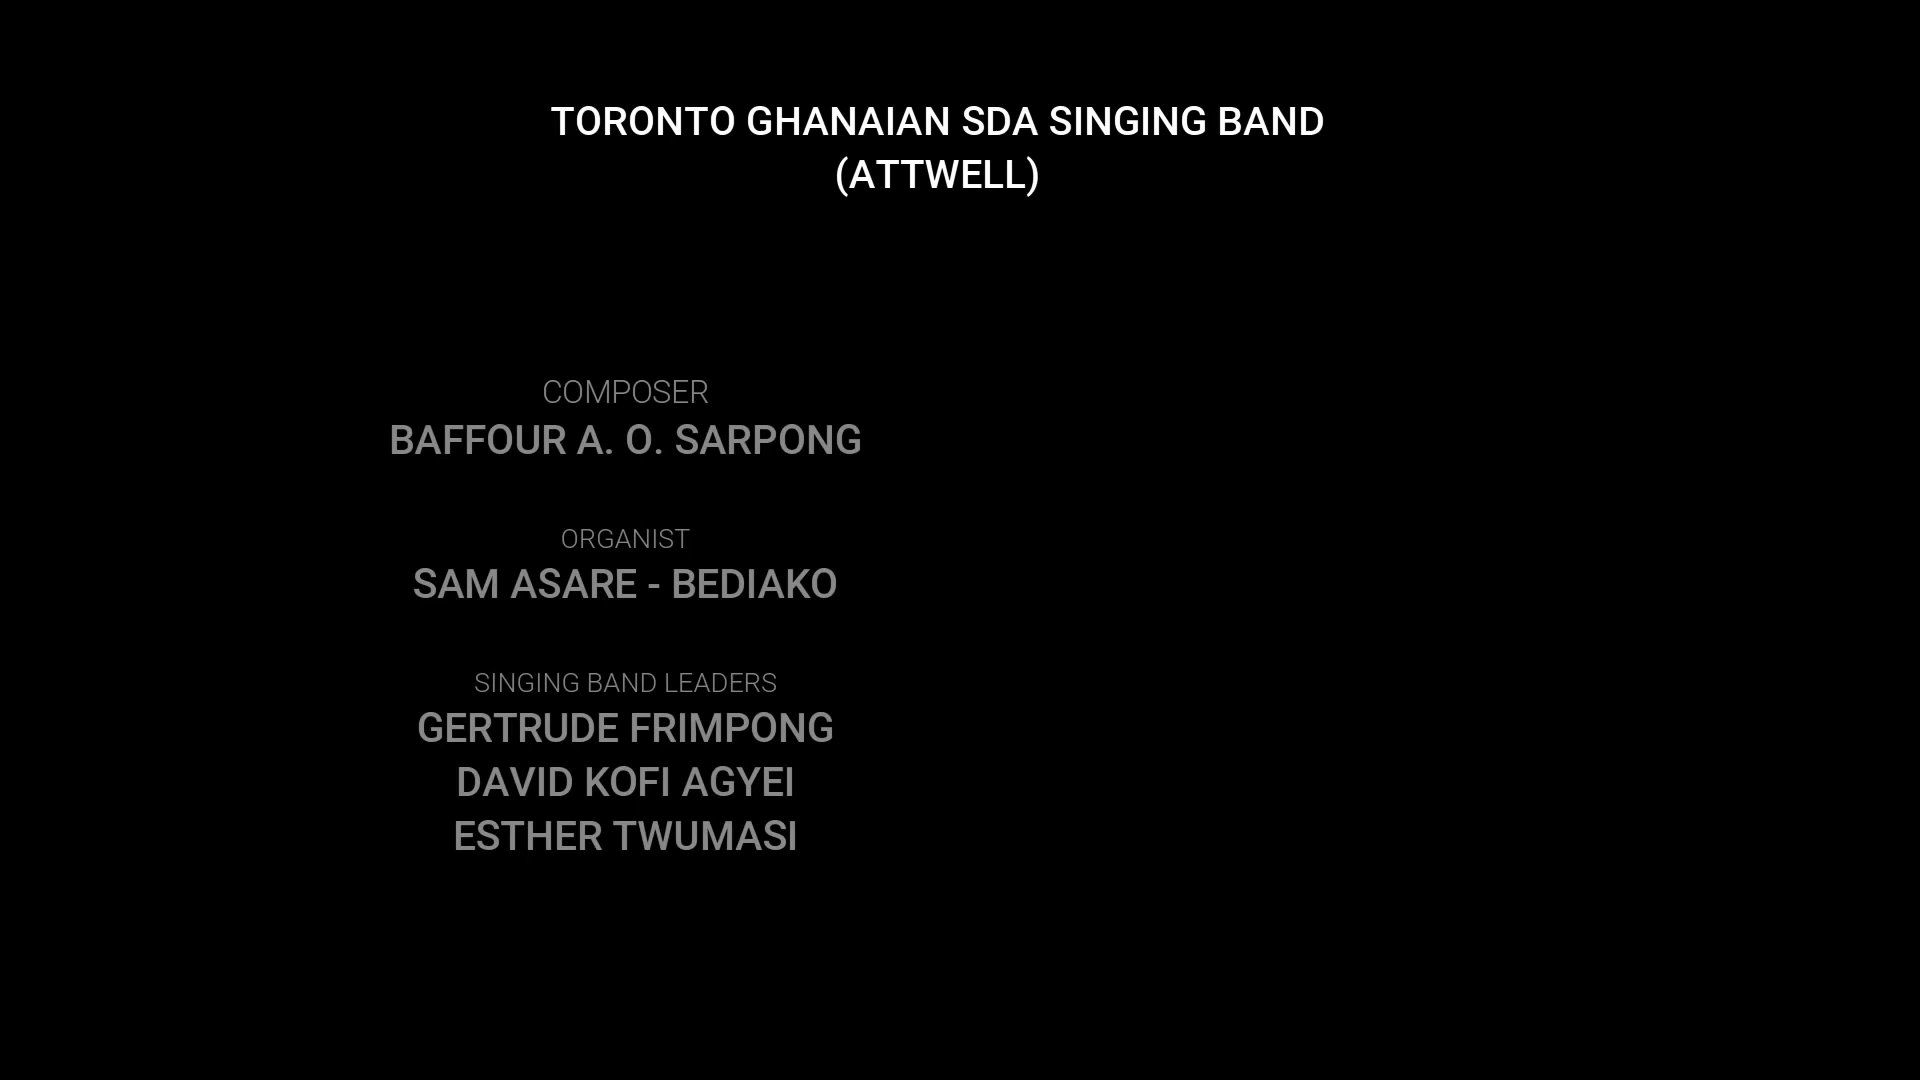 TORONTO GHANAIAN SDA SINGING BAND
(ATTWELL)
COMPOSER
BAFFOUR A. O. SARPONG
ORGANIST
SAM ASARE - BEDIAKO
SINGING BAND LEADERS
GERTRUDE FRIMPONG
DAVID KOFI AGYEI
ESTHER TWUMASI